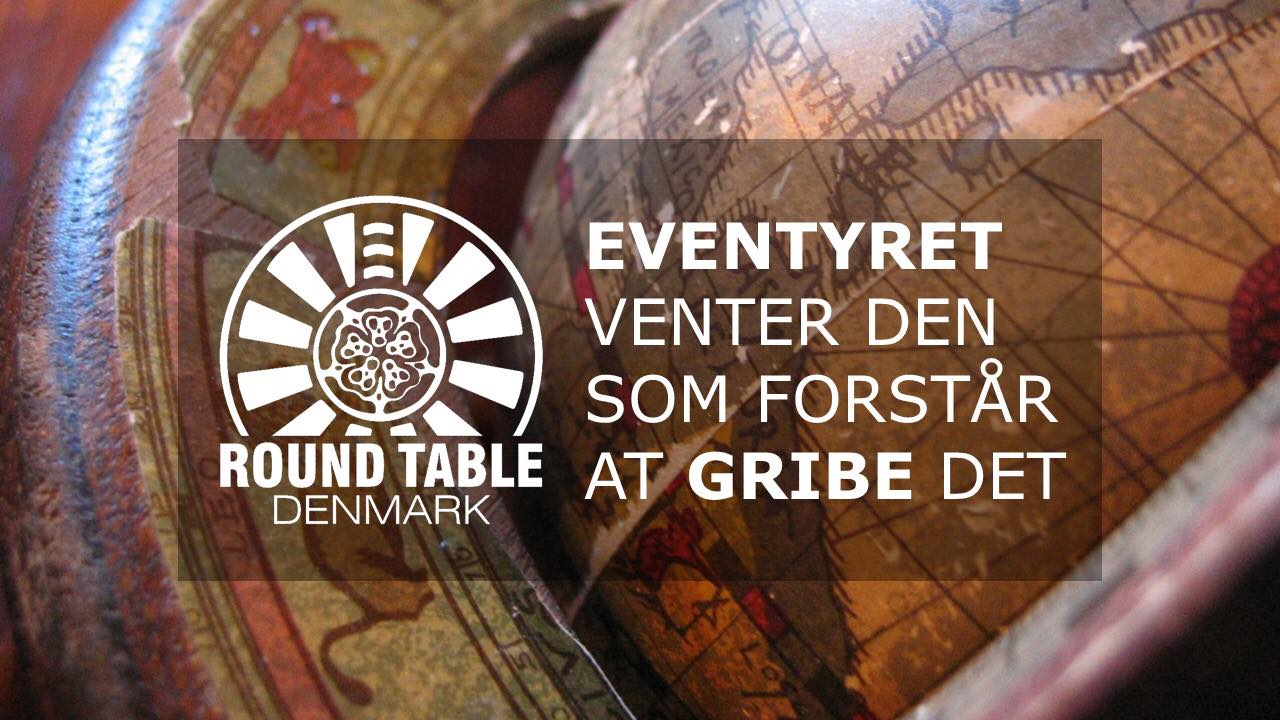 EVENTYRET
VENTER DEN
SOM FORSTÅR
AT GRIBE DET
ROUND TABLE
DENMARK